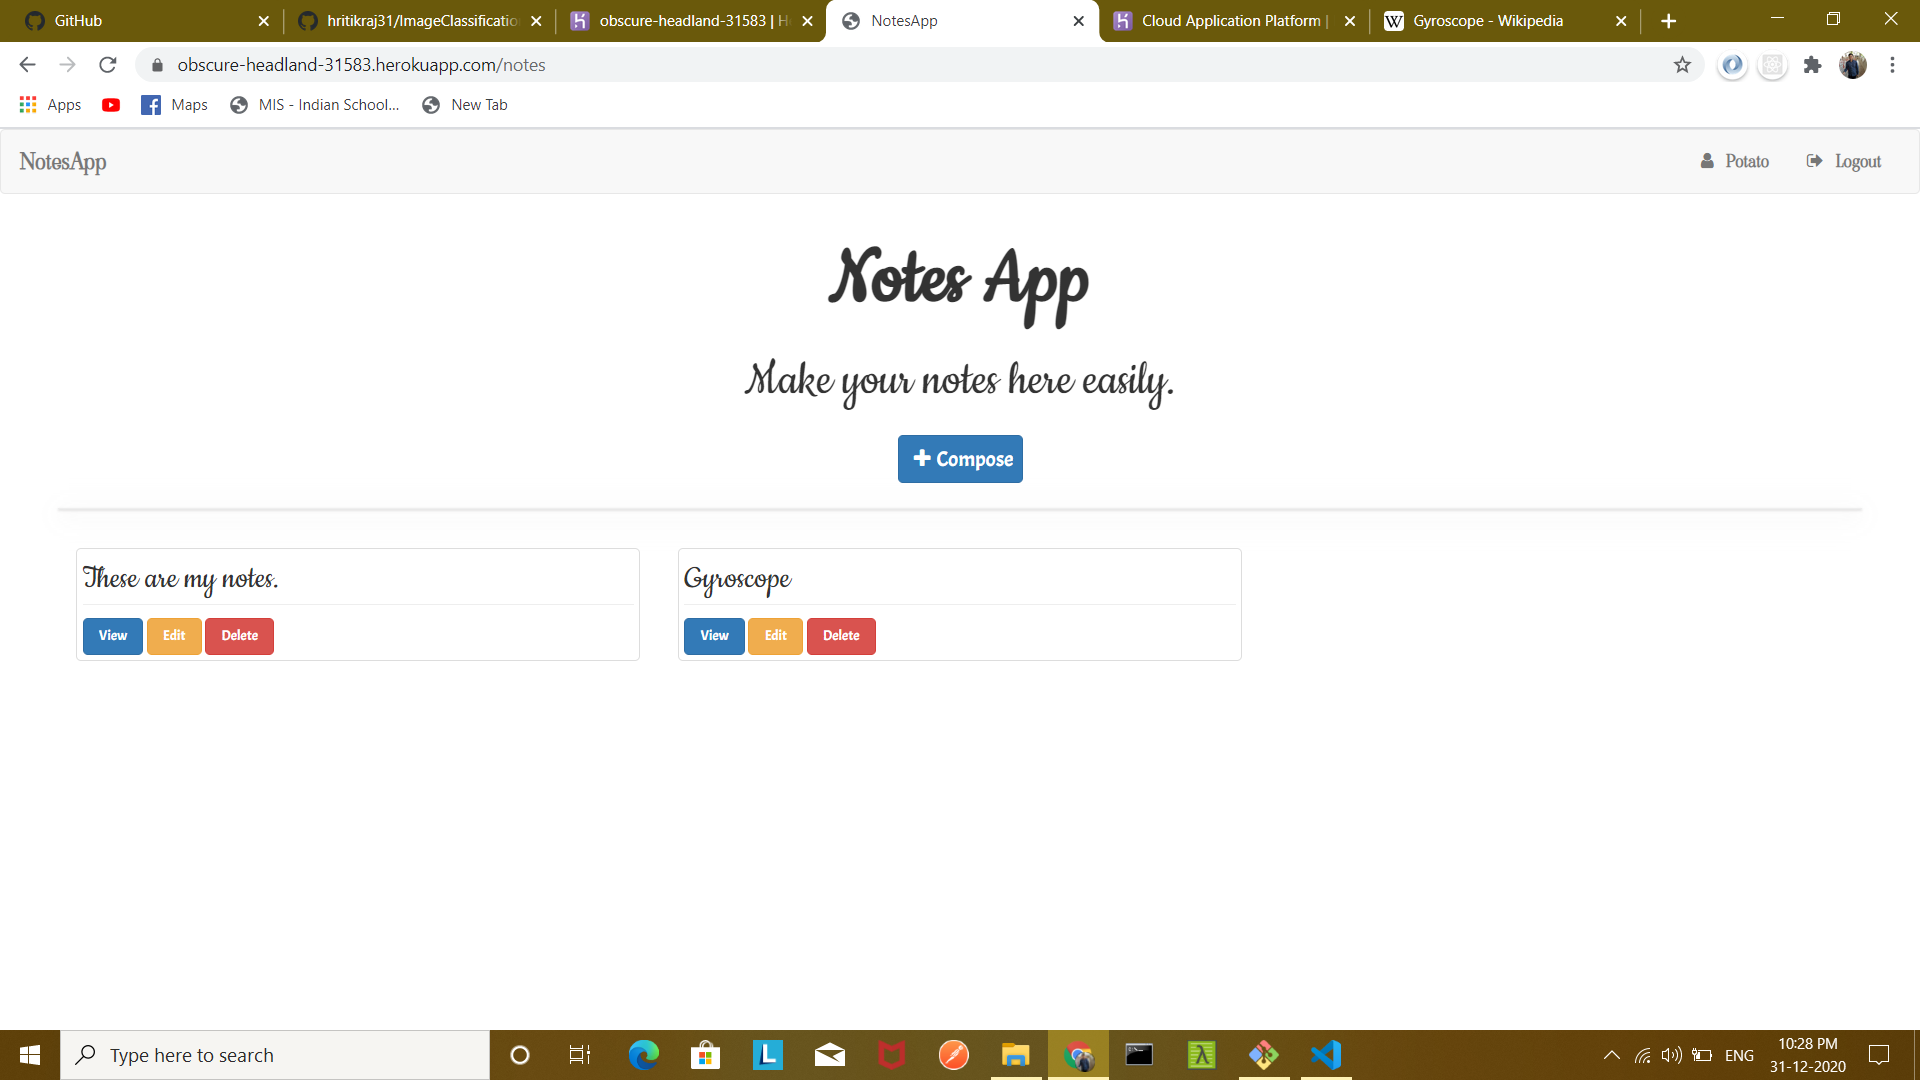 GitHub
hritikraj31/ImageClassificatio
obscure-headland-31583 | H
NotesApp
Cloud Application Platform |
W Gyroscope - Wikipedia
obscure-headland-31583.herokuapp.com/notes
Apps
Maps
MIS - Indian School...
New Tab
NotesApp
Potato
Logout
Notes App
Make your notes here easily.
Compose
These are my notes.
View Edit Delete
Gyroscope
View Edit Delete
Type here to search
L
λ
ENG
10:28 PM
31-12-2020